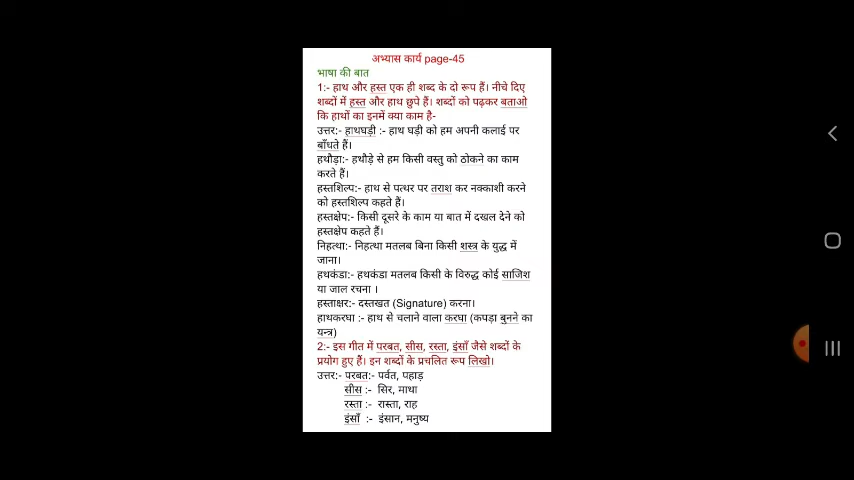 अभ्यास कार्य page-45
भाषा की बात
1:- हाथ और हस्त एक ही शब्द के दो रूप हैं। नीचे दिए
शब्दों में हस्त और हाथ छुपे हैं। शब्दों को पढ़कर बताओ
कि हाथों का इनमें क्या काम है-
उत्तर:- हाथघड़ी :- हाथ घड़ी को हम अपनी कलाई पर
बाँधते हैं।
हथौड़ा:- हथौड़े से हम किसी वस्तु को ठोकने का काम
करते हैं।
हस्तशिल्प:- हाथ से पत्थर पर तराश कर नक्काशी करने
को हस्तशिल्प कहते हैं।
हस्तक्षेप:- किसी दूसरे के काम या बात में दखल देने को
हस्तक्षेप कहते हैं।
निहत्था:- निहत्था मतलब बिना किसी शस्त्र के युद्ध में
जाना।
हथकंडा:- हथकंडा मतलब किसी के विरुद्ध कोई साजिश
या जाल रचना ।
हस्ताक्षर:- दस्तखत (Signature) करना।
हाथकरघा :- हाथ से चलाने वाला करघा (कपड़ा बुनने का
यन्त्र)
2:- इस गीत में परबत, सीस, रस्ता, इंसाँ जैसे शब्दों के
प्रयोग हुए हैं। इन शब्दों के प्रचलित रूप लिखो।
उत्तर:- परबत:- पर्वत, पहाड़
सीस :- सिर, माथा
रस्ता :- रास्ता, राह
इंसाँ :- इंसान, मनुष्य